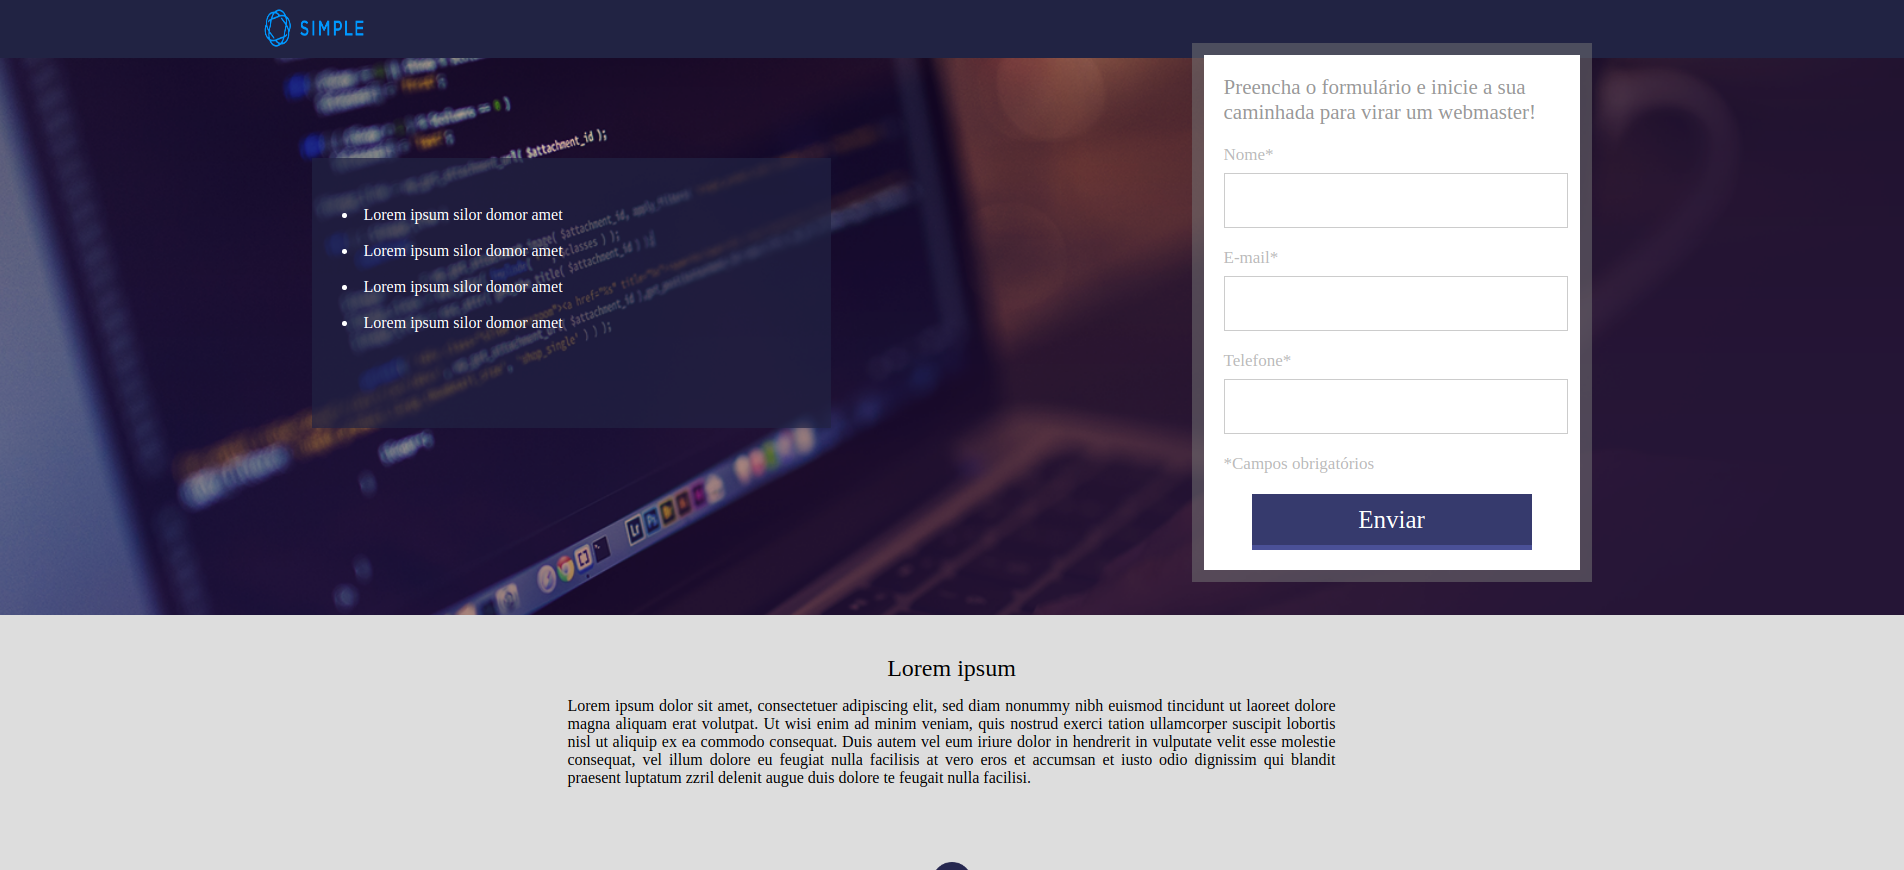 SIMPLE
$attachment_id );
Lorem ipsum silor domor amet
Lorem ipsum silor domor amet
Lorem ipsum silor domor amet
Lorem ipsum silor domor amet
Preencha o formulário e inicie a sua
caminhada para virar um webmaster!
Nome*
E-mail*
Telefone*
*Campos obrigatórios
Enviar
Lorem ipsum
Lorem ipsum dolor sit amet, consectetuer adipiscing elit, sed diam nonummy nibh euismod tincidunt ut laoreet dolore
magna aliquam erat volutpat. Ut wisi enim ad minim veniam, quis nostrud exerci tation ullamcorper suscipit lobortis
nisl ut aliquip ex ea commodo consequat. Duis autem vel eum iriure dolor in hendrerit in vulputate velit esse molestie
consequat, vel illum dolore eu feugiat nulla facilisis at vero eros et accumsan et iusto odio dignissim qui blandit
praesent luptatum zzril delenit augue duis dolore te feugait nulla facilisi.